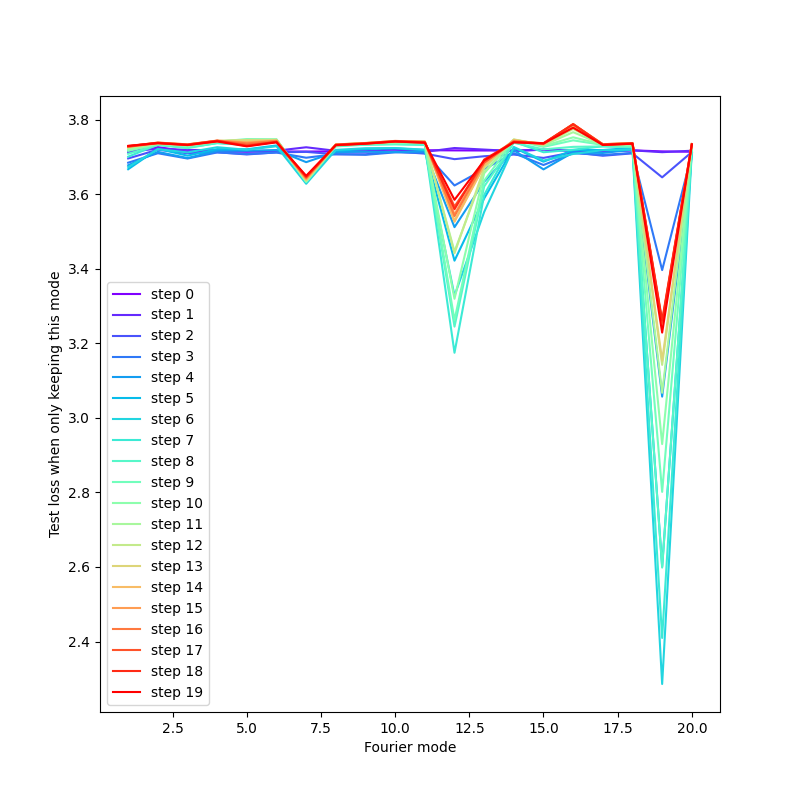 3.8
3.6
3.4
3.2
3.0
2.8
2.6
2.4
Test loss when only keeping this mode
step 0
step 1
step 2
step 3
step 4
step 5
step 6
step 7
step 8
step 9
step 10
step 11
step 12
step 13
step 14
step 15
step 16
step 17
step 18
step 19
2.5 5.0 7.5 10.0 12.5 15.0 17.5 20.0
Fourier mode